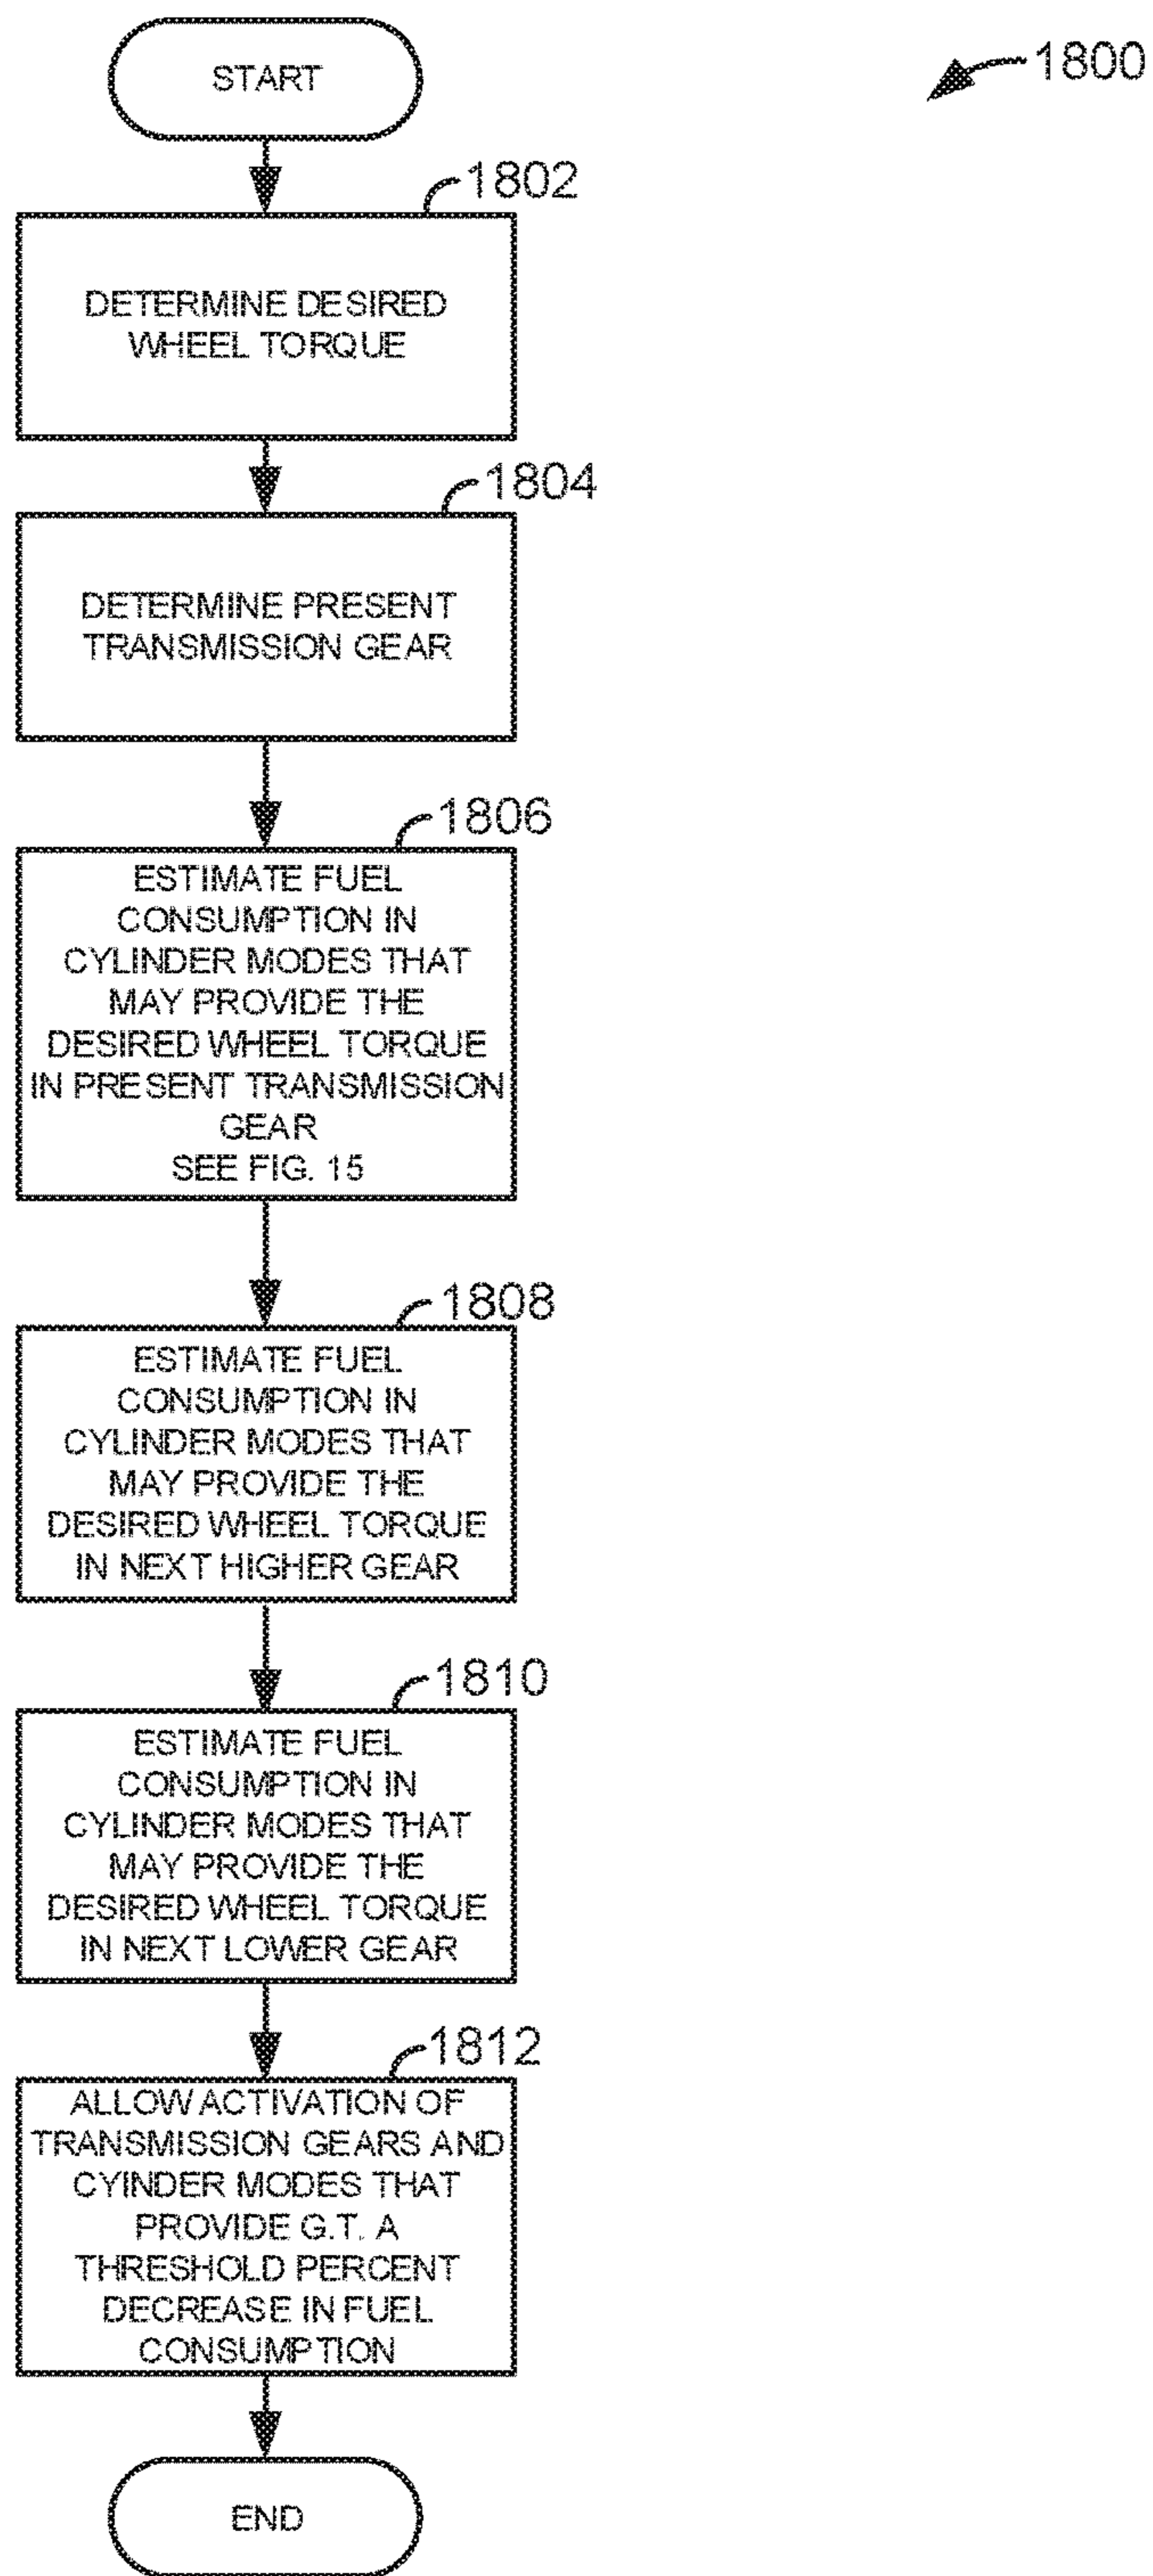 START
1800
1802
DETERMINE DESIRED
WHEEL TORQUE
1804
DETERMINE PRESENT
TRANSMISSION GEAR
1806
ESTIMATE FUEL
CONSUMPTION IN
CYLINDER MODES THAT
MAY PROVIDE THE
DESIRED WHEEL TORQUE
IN PRESENT TRANSMISSION
GEAR
SEE FIG. 15
1808
ESTIMATE FUEL
CONSUMPTION IN
CYLINDER MODES THAT
MAY PROVIDE THE
DESIRED WHEEL TORQUE
IN NEXT HIGHER GEAR
1810
ESTIMATE FUEL
CONSUMPTION IN
CYLINDER MODES THAT
MAY PROVIDE THE
DESIRED WHEEL TORQUE
IN NEXT LOWER GEAR
1812
ALLOW ACTIVATION OF
TRANSMISSION GEARS AND
CYINDER MODES THAT
PROVIDE G.T. A
THRESHOLD PERCENT
DECREASE IN FUEL
CONSUMPTION
END